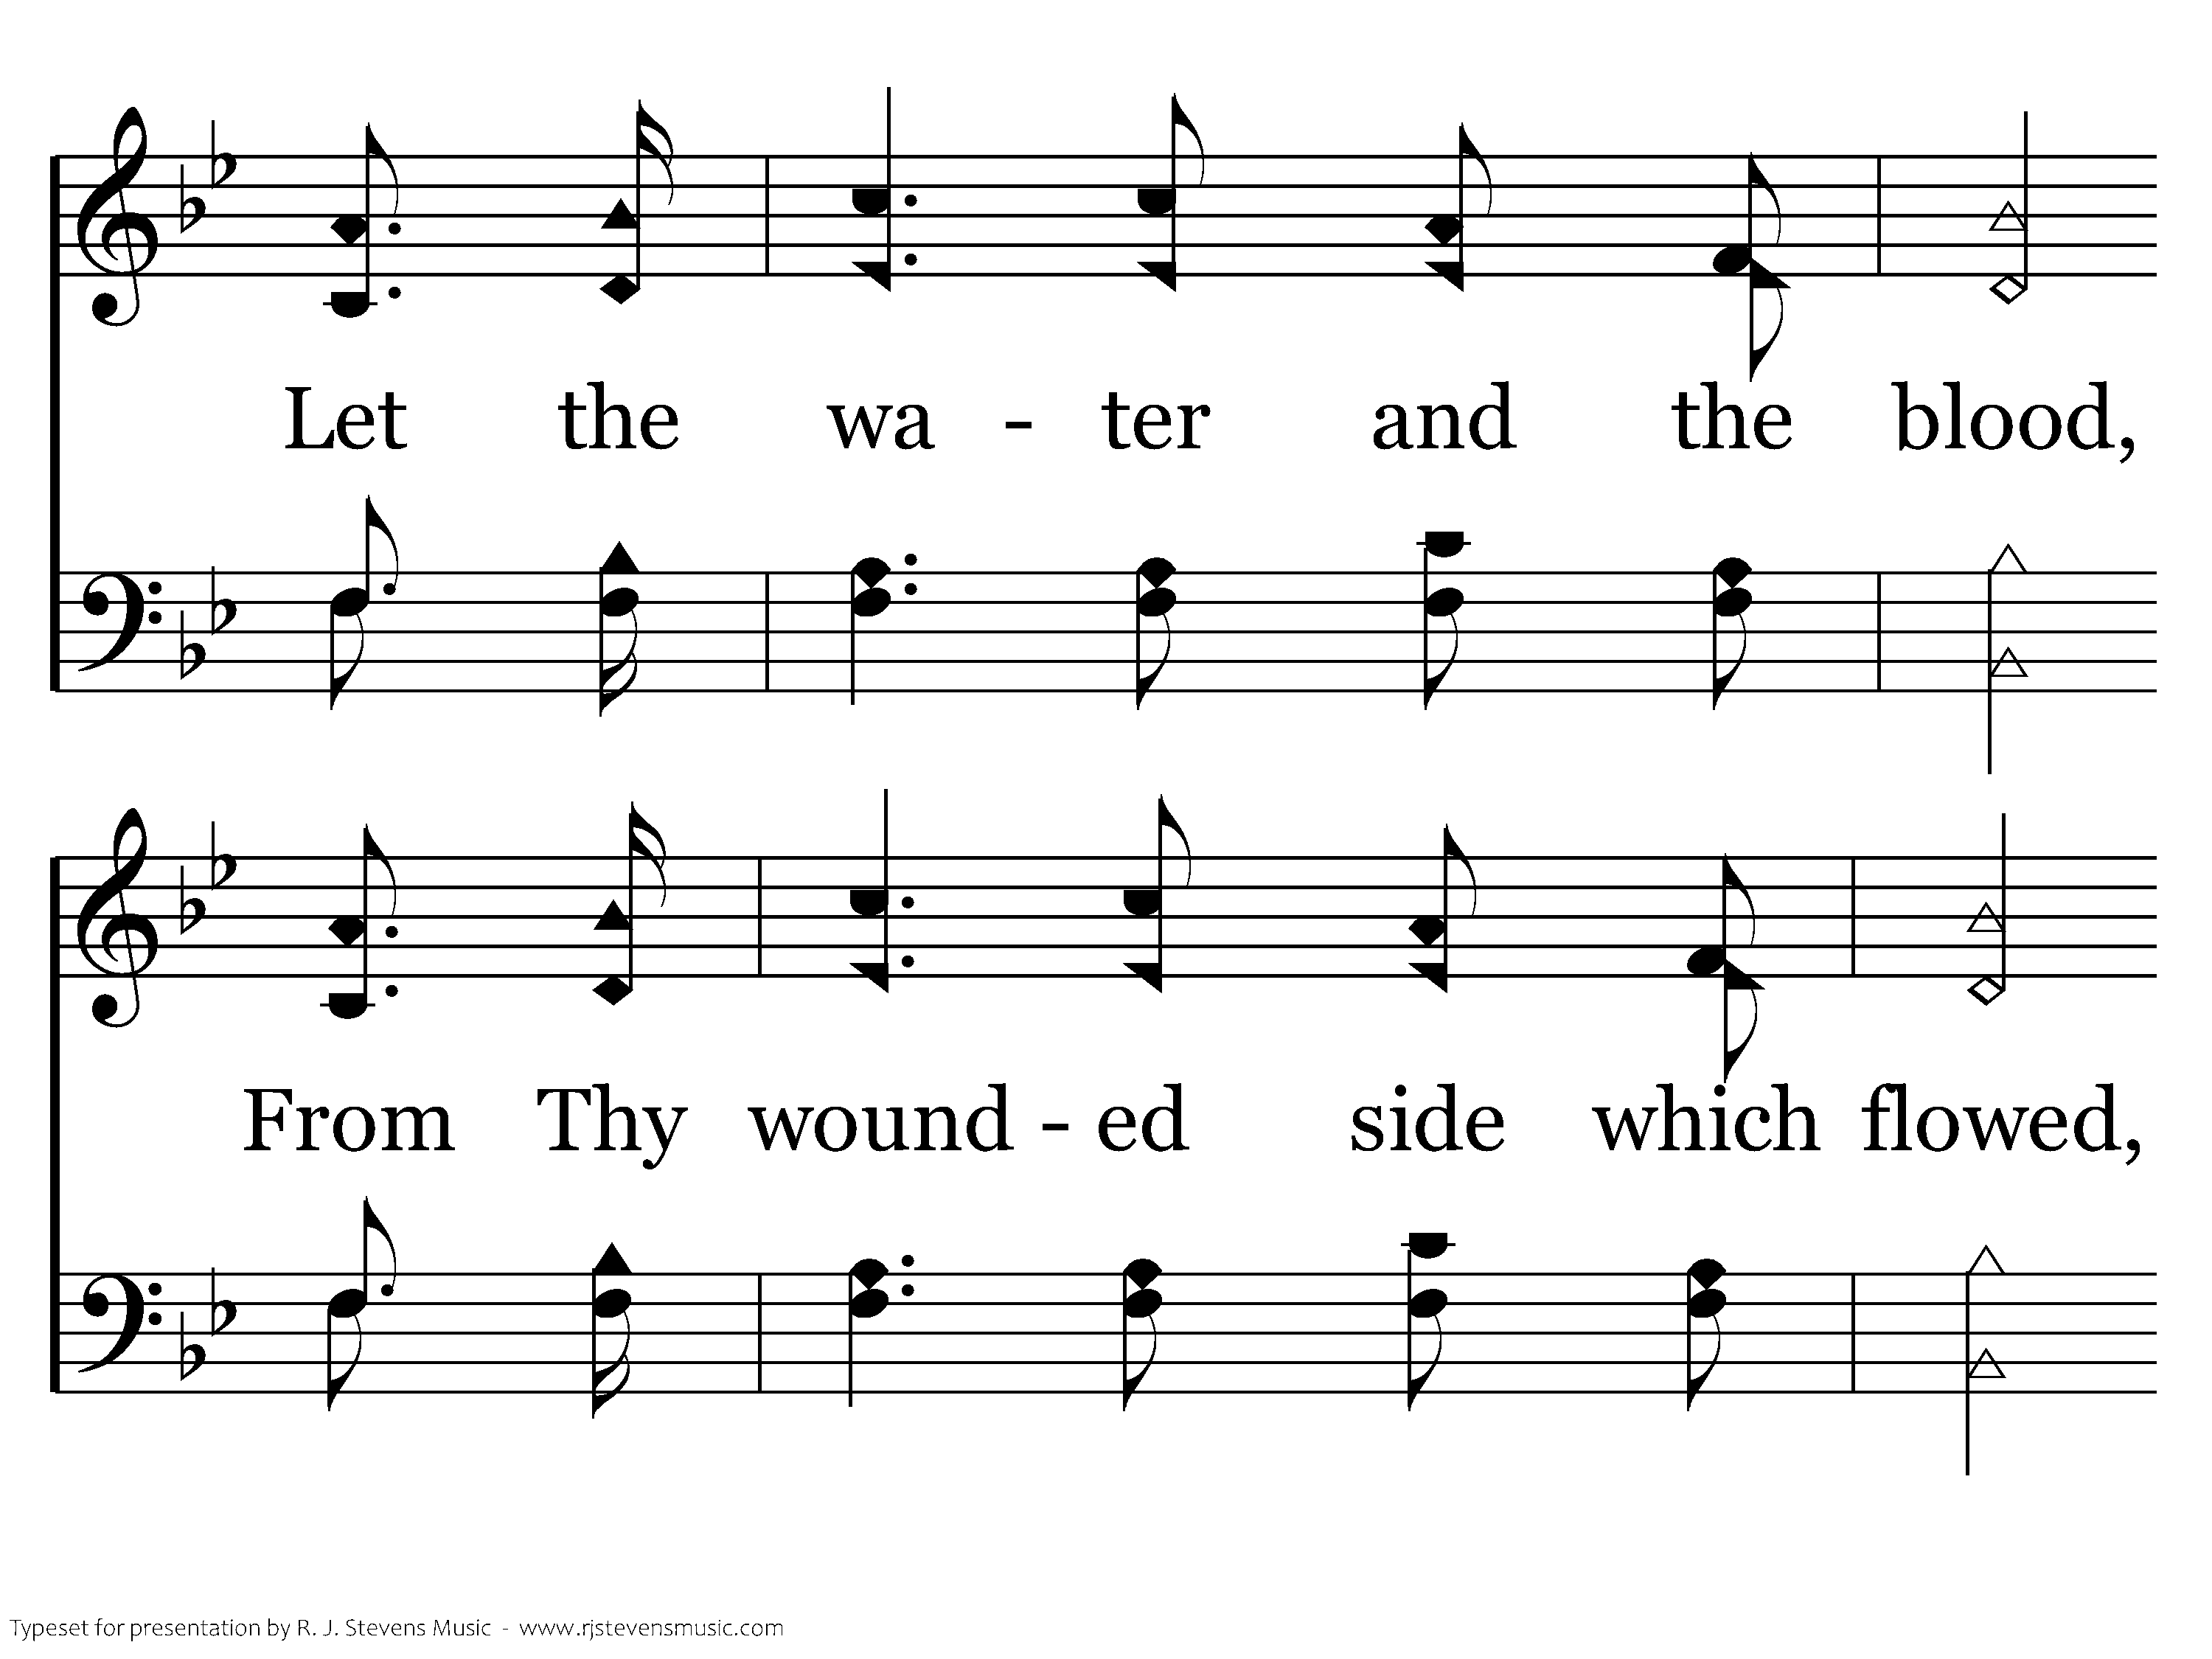 Let the wa - ter and the blood,
From Thy wound - ed side which flowed,
Typeset for presentation by R. J. Stevens Music - www.rjstevensmusic.com